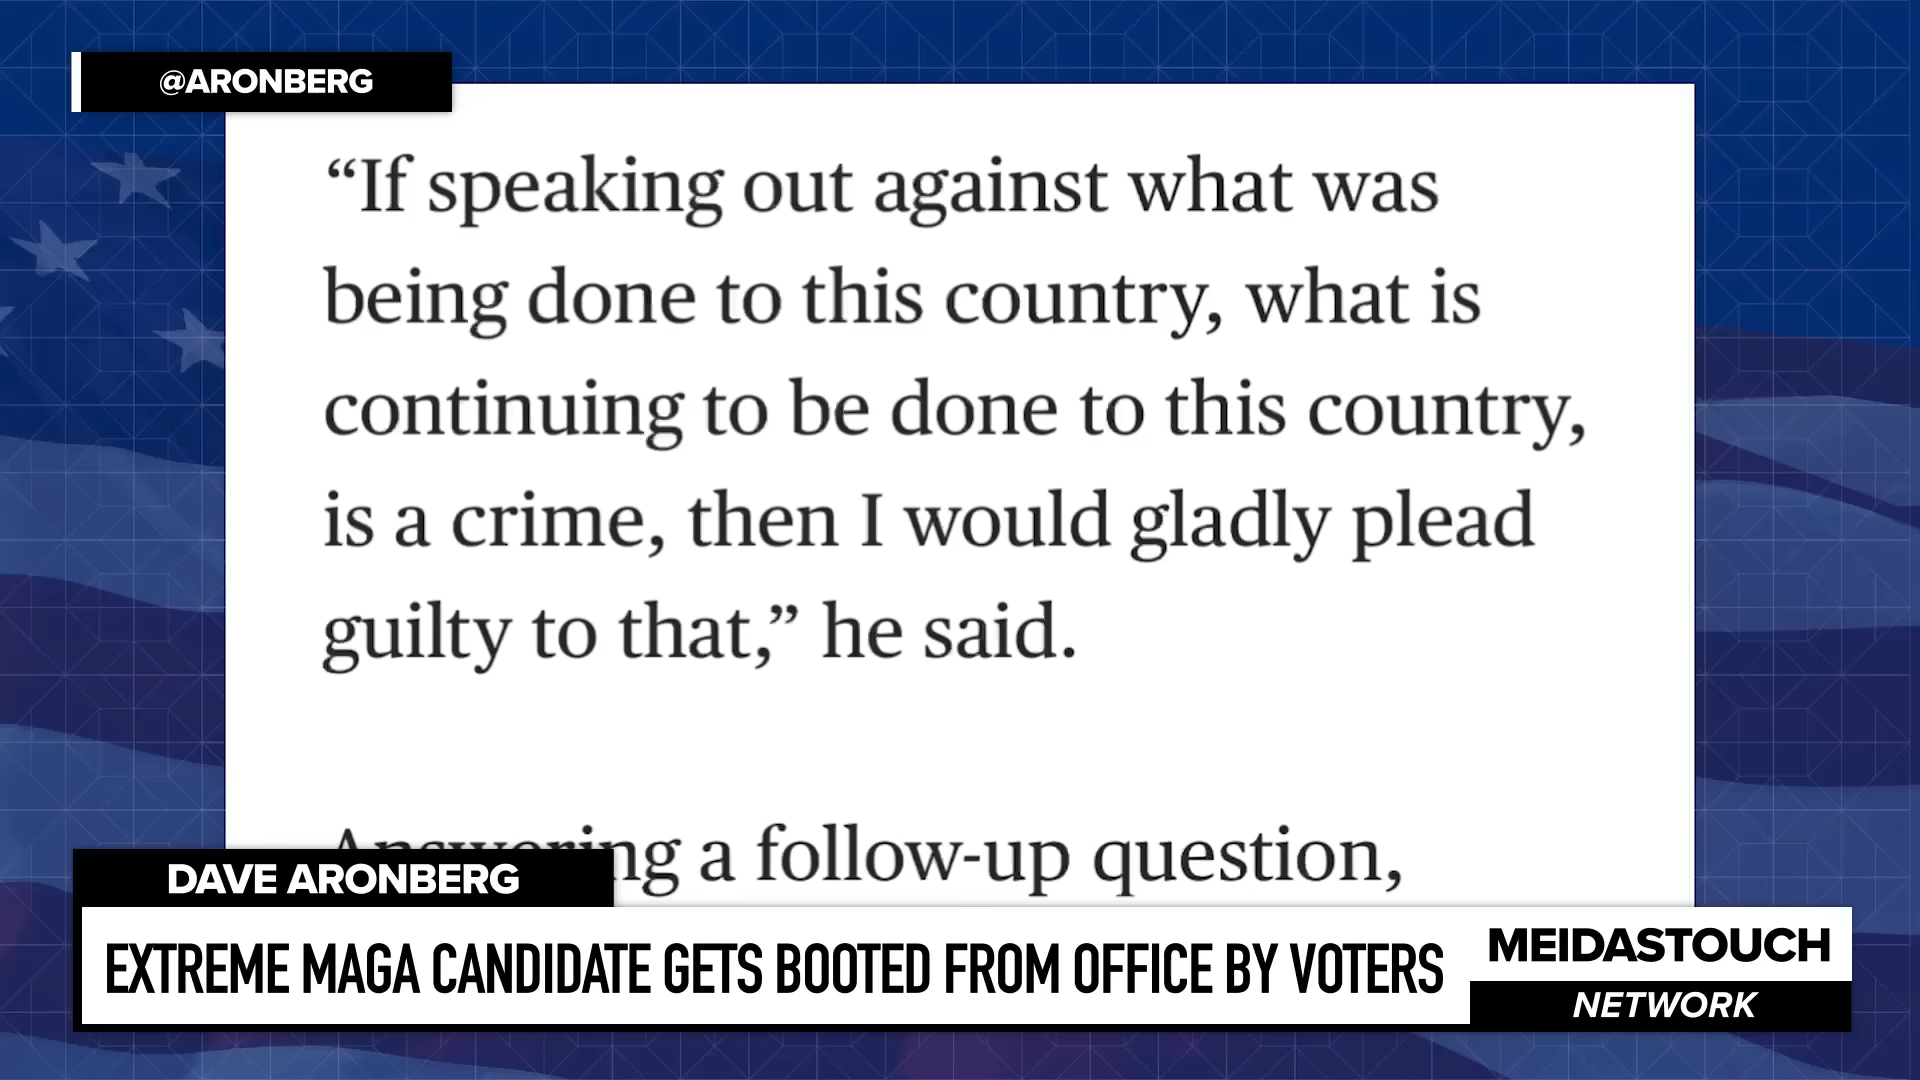 @ARONBERG
“If speaking out against what was
being done to this country, what is
continuing to be done to this country,
is a crime, then I would gladly plead
guilty to that,” he said.
Answering a follow-up question,
DAVE ARONBERG
EXTREME MAGA CANDIDATE GETS BOOTED FROM OFFICE BY VOTERS
MEIDASTOUCH
NETWORK